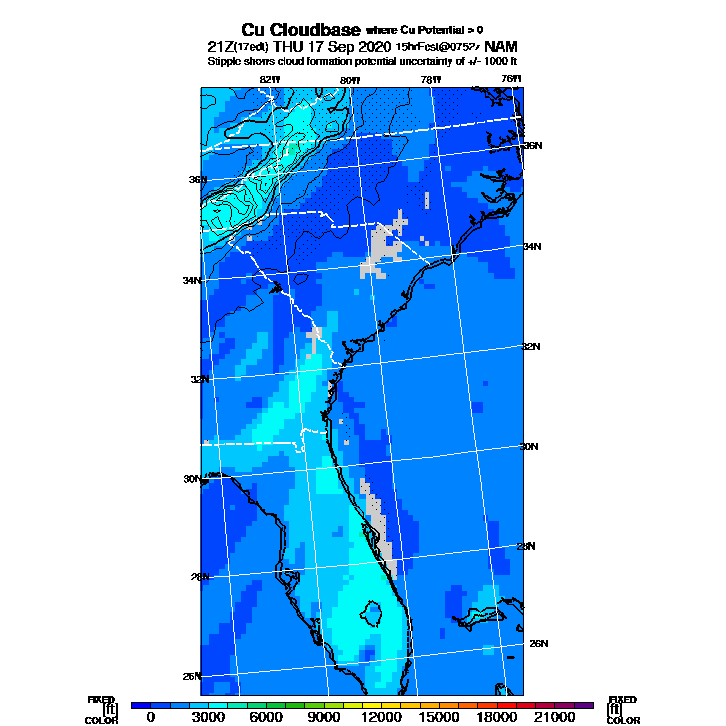 Cu Cloudbase where Cu Potential > 0
21Z(17edt) THU 17 Sep 2020 15hrFcst@0752z NAM
Stipple shows cloud formation potential uncertainty of +/- 1000 ft
82W 80W 78W 76W
36N 36N
34N 34N
32N 32N
30N 30N
28N 28N
26N 26N
FIXED FIXED
[ft] [ft]
COLOR COLOR
0 3000 6000 9000 12000 15000 18000 21000